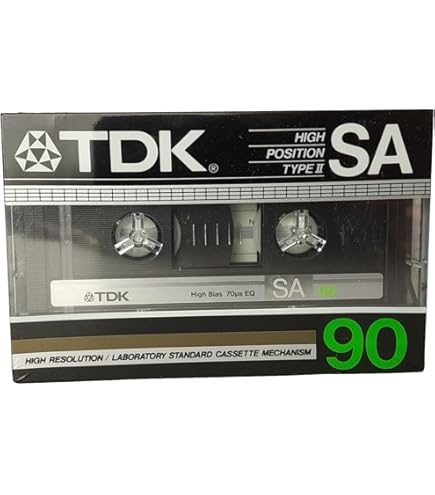 TDK®
HIGH
POSITION
TYPE II
SA
TDK
High Bias 70µs EQ
SA
90
HIGH RESOLUTION / LABORATORY STANDARD CASSETTE MECHANISM
90